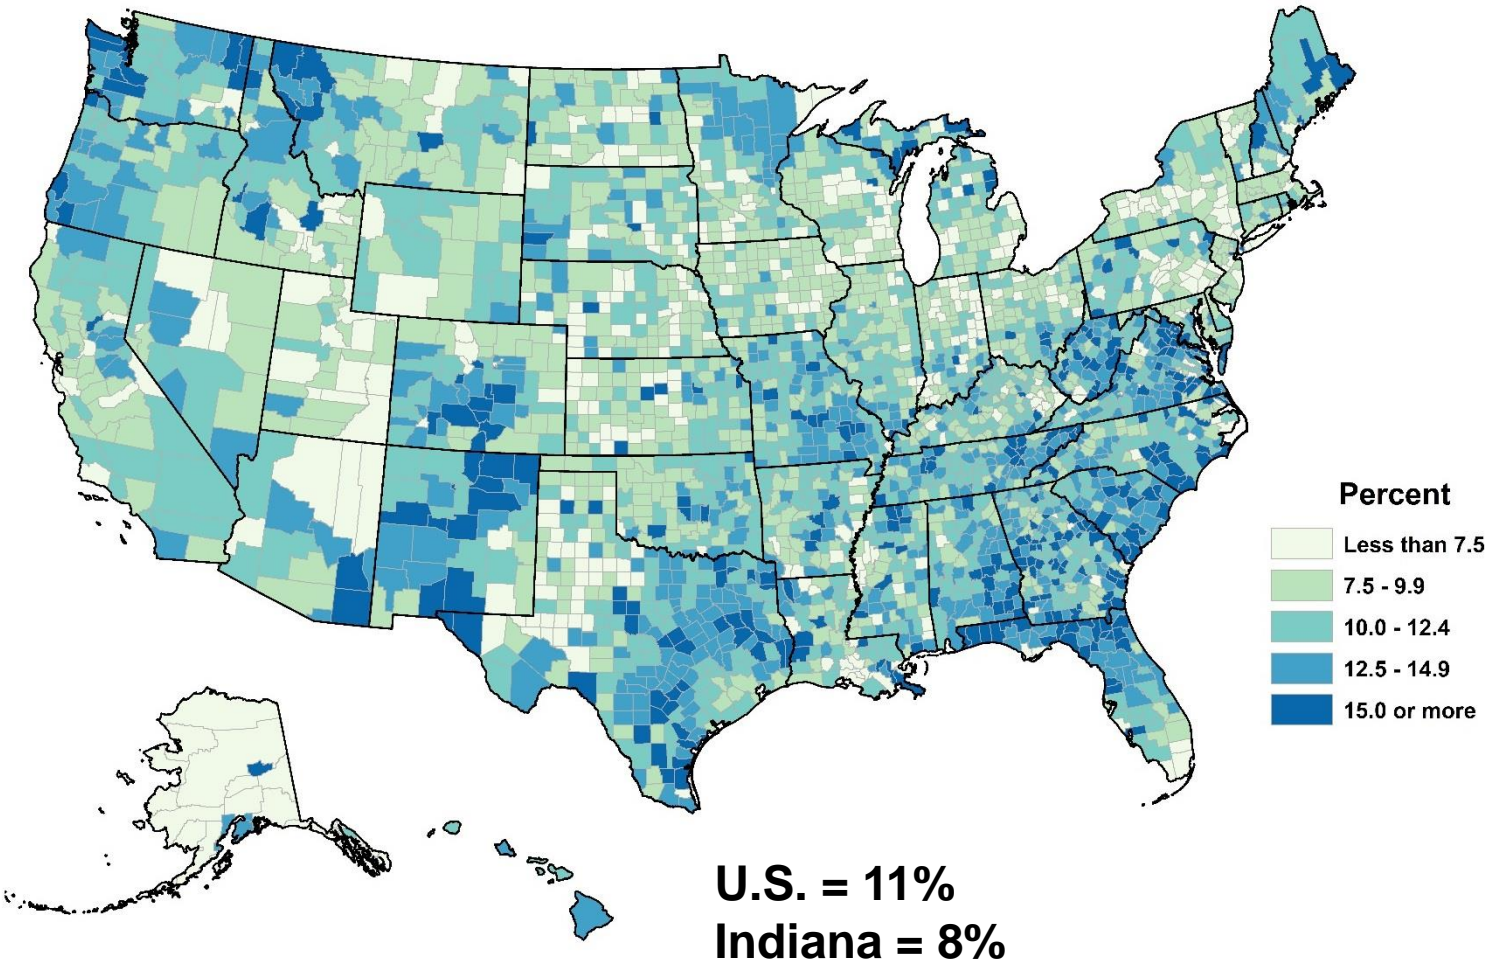 Percent
Less than 7.5
7.5 - 9.9
10.0 - 12.4
12.5 - 14.9
15.0 or more
U.S. = 11%
Indiana = 8%